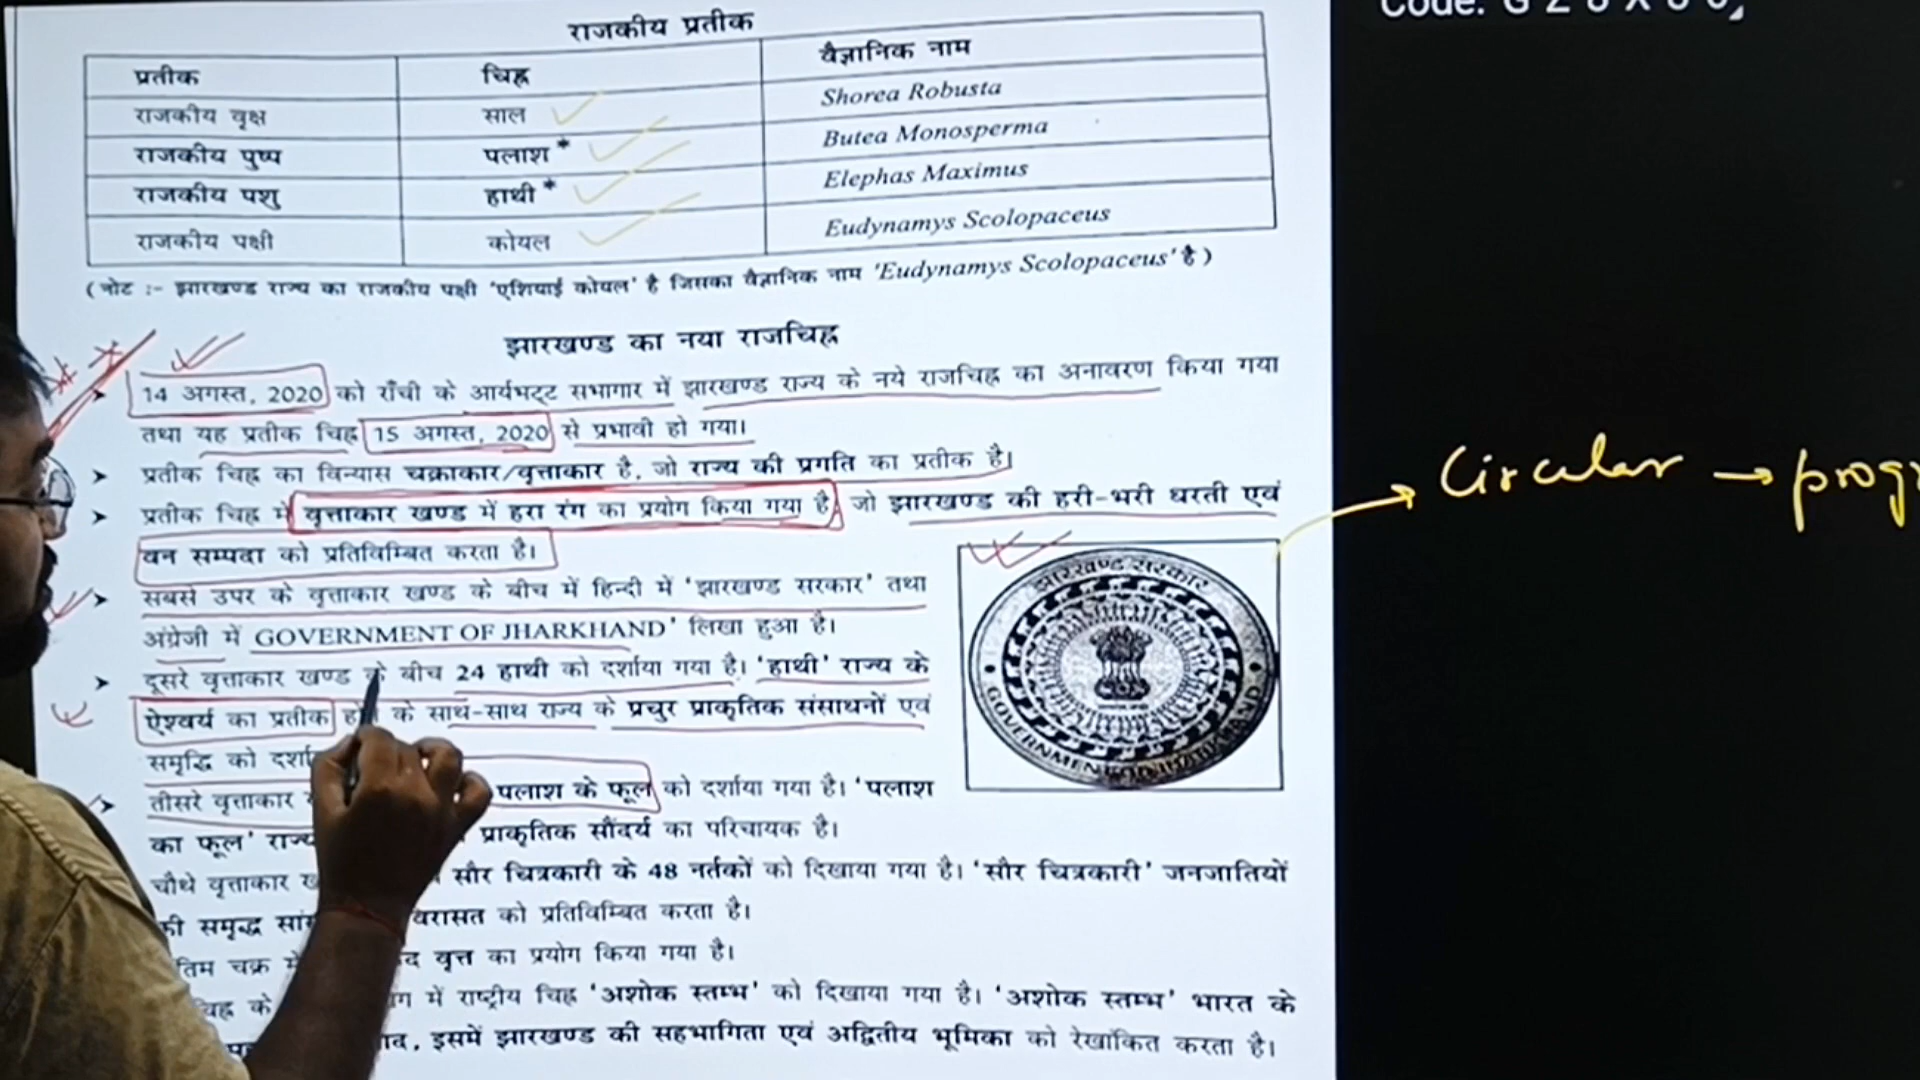 Code: G
राजकीय प्रतीक
प्रतीक चिह्न वैज्ञानिक नाम
राजकीय वृक्ष साल Shorea Robusta
राजकीय पुष्प पलाश* Butea Monosperma
राजकीय पशु हाथी* Elephas Maximus
राजकीय पक्षी कोयल Eudynamys Scolopaceus
(नोट :- झारखण्ड राज्य का राजकीय पक्षी 'एशियाई कोयल' है जिसका वैज्ञानिक नाम 'Eudynamys Scolopaceus' है)
झारखण्ड का नया राजचिह्न
➤ 14 अगस्त, 2020 को राँची के आर्यभट्ट सभागार में झारखण्ड राज्य के नये राजचिह्न का अनावरण किया गया
तथा यह प्रतीक चिह्न 15 अगस्त, 2020 से प्रभावी हो गया।
➤ प्रतीक चिह्न का विन्यास चक्राकार/वृत्ताकार है, जो राज्य की प्रगति का प्रतीक है।
Circular → progr
➤ प्रतीक चिह्न में वृत्ताकार खण्ड में हरा रंग का प्रयोग किया गया है, जो झारखण्ड की हरी-भरी धरती एवं
वन सम्पदा को प्रतिविम्बित करता है।
➤ सबसे उपर के वृत्ताकार खण्ड के बीच में हिन्दी में 'झारखण्ड सरकार' तथा
अंग्रेजी में GOVERNMENT OF JHARKHAND' लिखा हुआ है।
➤ दूसरे वृत्ताकार खण्ड के बीच 24 हाथी को दर्शाया गया है। 'हाथी' राज्य के
ऐश्वर्य का प्रतीक के साथ-साथ राज्य के प्रचुर प्राकृतिक संसाधनों एवं
समृद्धि को दर्शा
➤ तीसरे वृत्ताकार पलाश के फूल को दर्शाया गया है। 'पलाश
का फूल' राज्य प्राकृतिक सौंदर्य का परिचायक है।
चौथे वृत्ताकार ख सौर चित्रकारी के 48 नर्तकों को दिखाया गया है। 'सौर चित्रकारी' जनजातियों
की समृद्ध सां वरासत को प्रतिविम्बित करता है।
तिम चक्र में वृत्त का प्रयोग किया गया है।
चिह्न के में राष्ट्रीय चिह्न 'अशोक स्तम्भ' को दिखाया गया है। 'अशोक स्तम्भ' भारत के
, इसमें झारखण्ड की सहभागिता एवं अद्वितीय भूमिका को रेखांकित करता है।
झारखण्ड सरकार
GOVERNMENT OF JHARKHAND